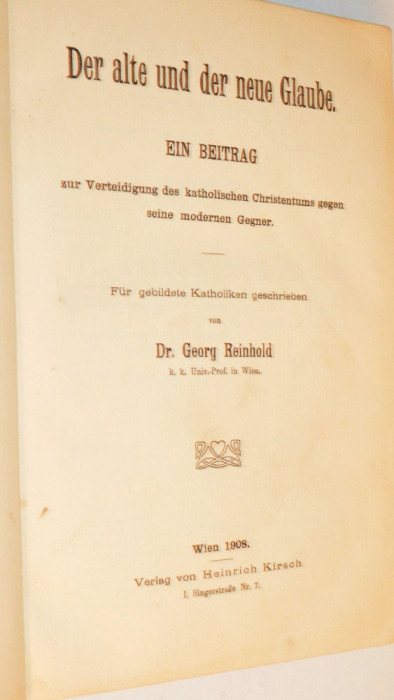 Der alte und der neue Glaube.
EIN BEITRAG
zur Verteidigung des katholischen Christentums gegen
seine modernen Gegner.
Für gebildete Katholiken geschrieben
von
Dr. Georg Reinhold
k. k. Univ.-Prof. in Wien.
Wien 1908.
Verlag von Heinrich Kirsch
I. Singerstraße Nr. 7.